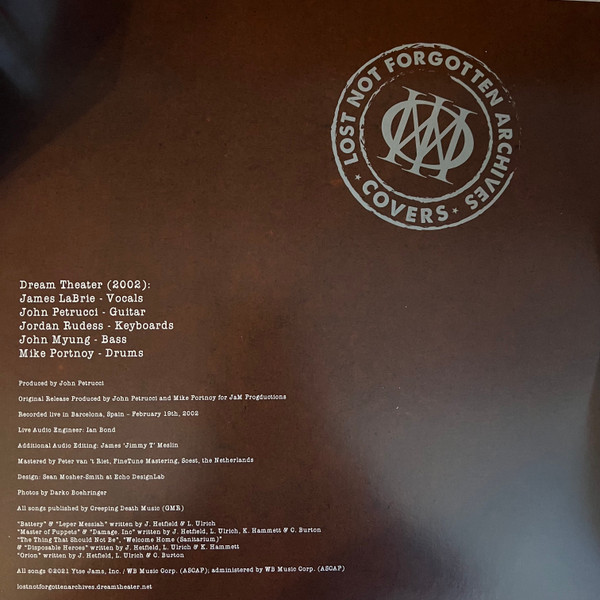 LOST NOT FORGOTTEN ARCHIVES
COVERS
Dream Theater (2002):
James LaBrie - Vocals
John Petrucci - Guitar
Jordan Rudess - Keyboards
John Myung - Bass
Mike Portnoy - Drums
Produced by John Petrucci
Original Release Produced by John Petrucci and Mike Portnoy for JaM Progductions
Recorded live in Barcelona, Spain - February 19th, 2002
Live Audio Engineer: Ian Bond
Additional Audio Editing: James 'Jimmy T' Meslin
Mastered by Peter van 't Riet, FineTune Mastering, Soest, the Netherlands
Design: Sean Mosher-Smith at Echo DesignLab
Photos by Darko Boehringer
All songs published by Creeping Death Music (GMR)
"Battery" & "Leper Messiah" written by J. Hetfield & L. Ulrich
"Master of Puppets" & "Damage, Inc" written by J. Hetfield, L. Ulrich, K. Hammett & C. Burton
"The Thing That Should Not Be", "Welcome Home (Sanitarium)"
& "Disposable Heroes" written by J. Hetfield, L. Ulrich & K. Hammett
"Orion" written by J. Hetfield, L. Ulrich & C. Burton
All songs ©2021 Ytse Jams, Inc. / WB Music Corp. (ASCAP); administered by WB Music Corp. (ASCAP)
lostnotforgottenarchives.dreamtheater.net